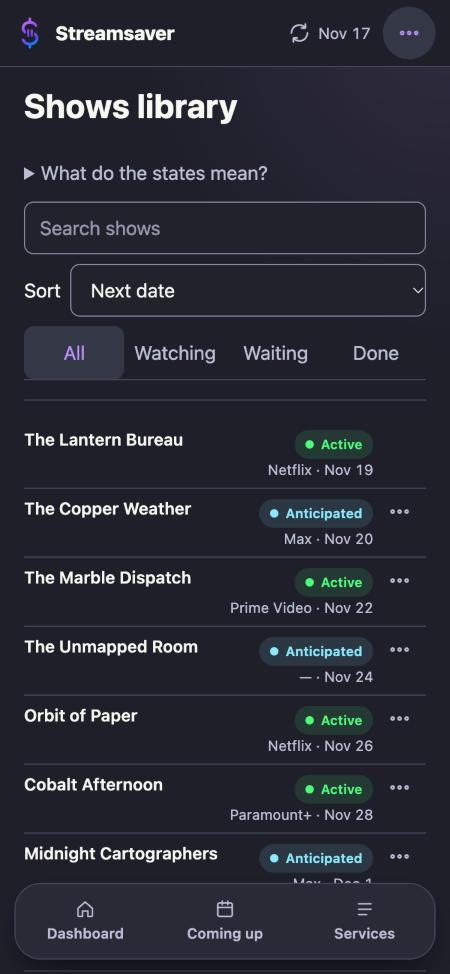 Streamsaver
Nov 17
Shows library
What do the states mean?
Search shows
Sort
Next date
All
Watching
Waiting
Done
The Lantern Bureau
Active
Netflix · Nov 19
The Copper Weather
Anticipated
Max · Nov 20
The Marble Dispatch
Active
Prime Video · Nov 22
The Unmapped Room
Anticipated
— · Nov 24
Orbit of Paper
Active
Netflix · Nov 26
Cobalt Afternoon
Active
Paramount+ · Nov 28
Midnight Cartographers
Anticipated
Dashboard
Coming up
Services